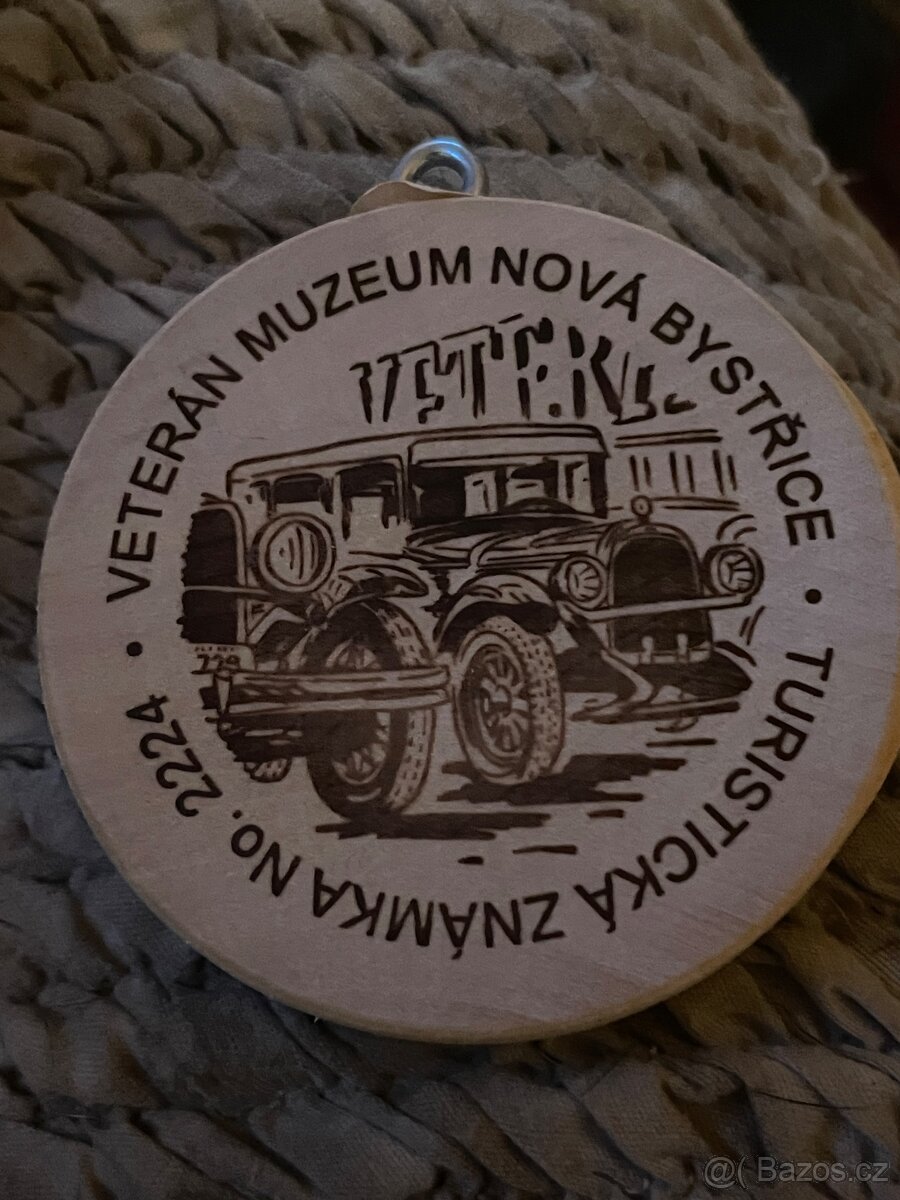 VETERÁN MUZEUM NOVÁ BYSTŘICE
• TURISTICKÁ ZNÁMKA No. 2224 •
@( Bazos.cz